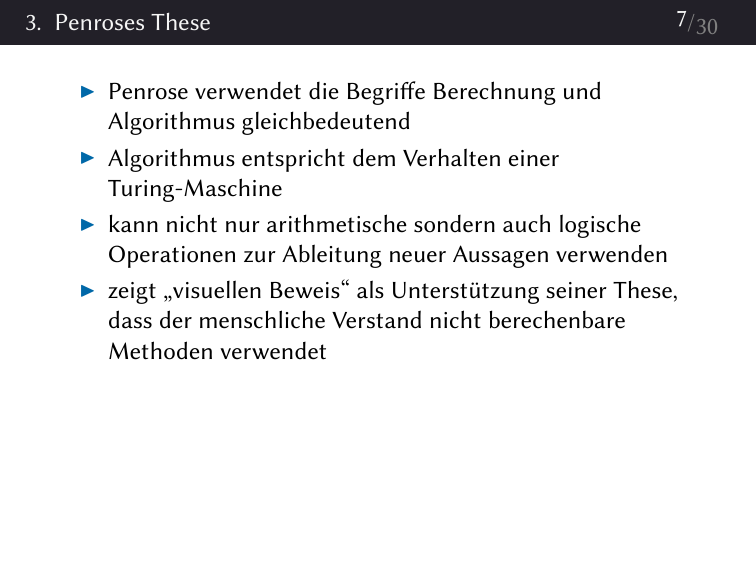 3. Penroses These
7/30
▶ Penrose verwendet die Begriffe Berechnung und
Algorithmus gleichbedeutend
▶ Algorithmus entspricht dem Verhalten einer
Turing-Maschine
▶ kann nicht nur arithmetische sondern auch logische
Operationen zur Ableitung neuer Aussagen verwenden
▶ zeigt „visuellen Beweis“ als Unterstützung seiner These,
dass der menschliche Verstand nicht berechenbare
Methoden verwendet